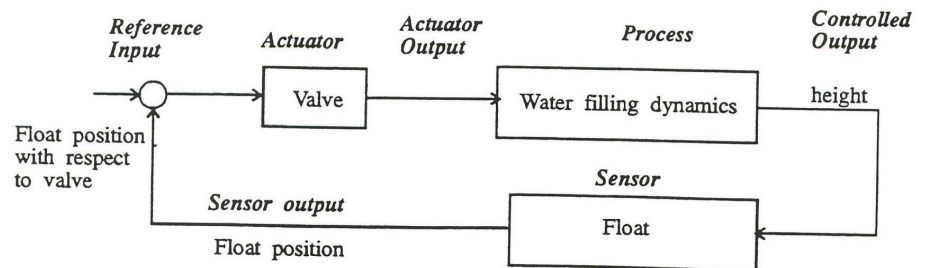 Reference
Input
Actuator
Actuator
Output
Process
Controlled
Output
Valve
Water filling dynamics
height
Float position
with respect
to valve
Sensor
Sensor output
Float
Float position